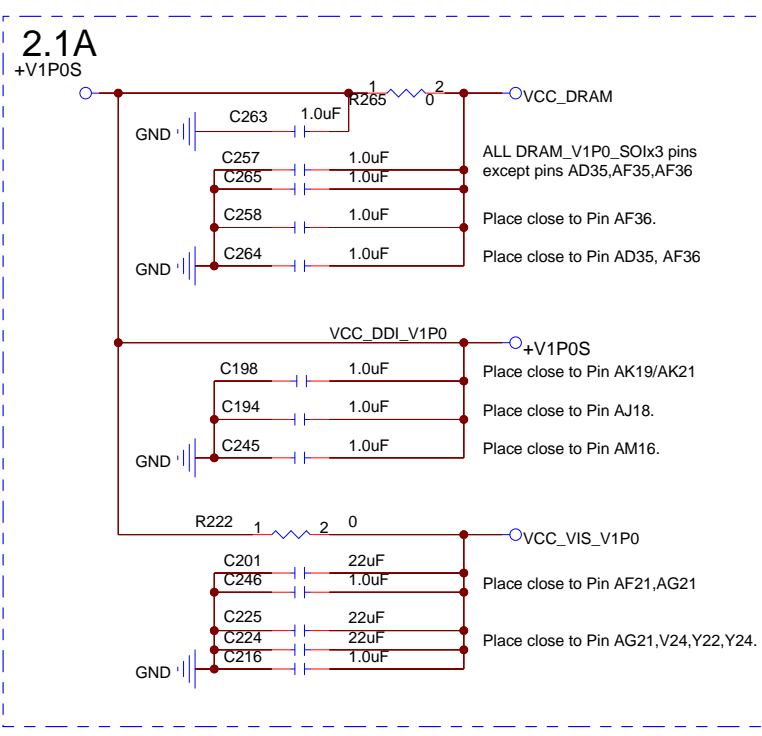 2.1A
+V1P0S
1 2
R265 0
VCC_DRAM
C263 1.0uF
GND
C257 1.0uF
C265 1.0uF
ALL DRAM_V1P0_SOIx3 pins
except pins AD35,AF35,AF36
C258 1.0uF
Place close to Pin AF36.
C264 1.0uF
Place close to Pin AD35, AF36
GND
VCC_DDI_V1P0
+V1P0S
C198 1.0uF
Place close to Pin AK19/AK21
C194 1.0uF
Place close to Pin AJ18.
C245 1.0uF
Place close to Pin AM16.
GND
R222 1 2 0
VCC_VIS_V1P0
C201 22uF
C246 1.0uF
Place close to Pin AF21,AG21
C225 22uF
C224 22uF
Place close to Pin AG21,V24,Y22,Y24.
C216 1.0uF
GND